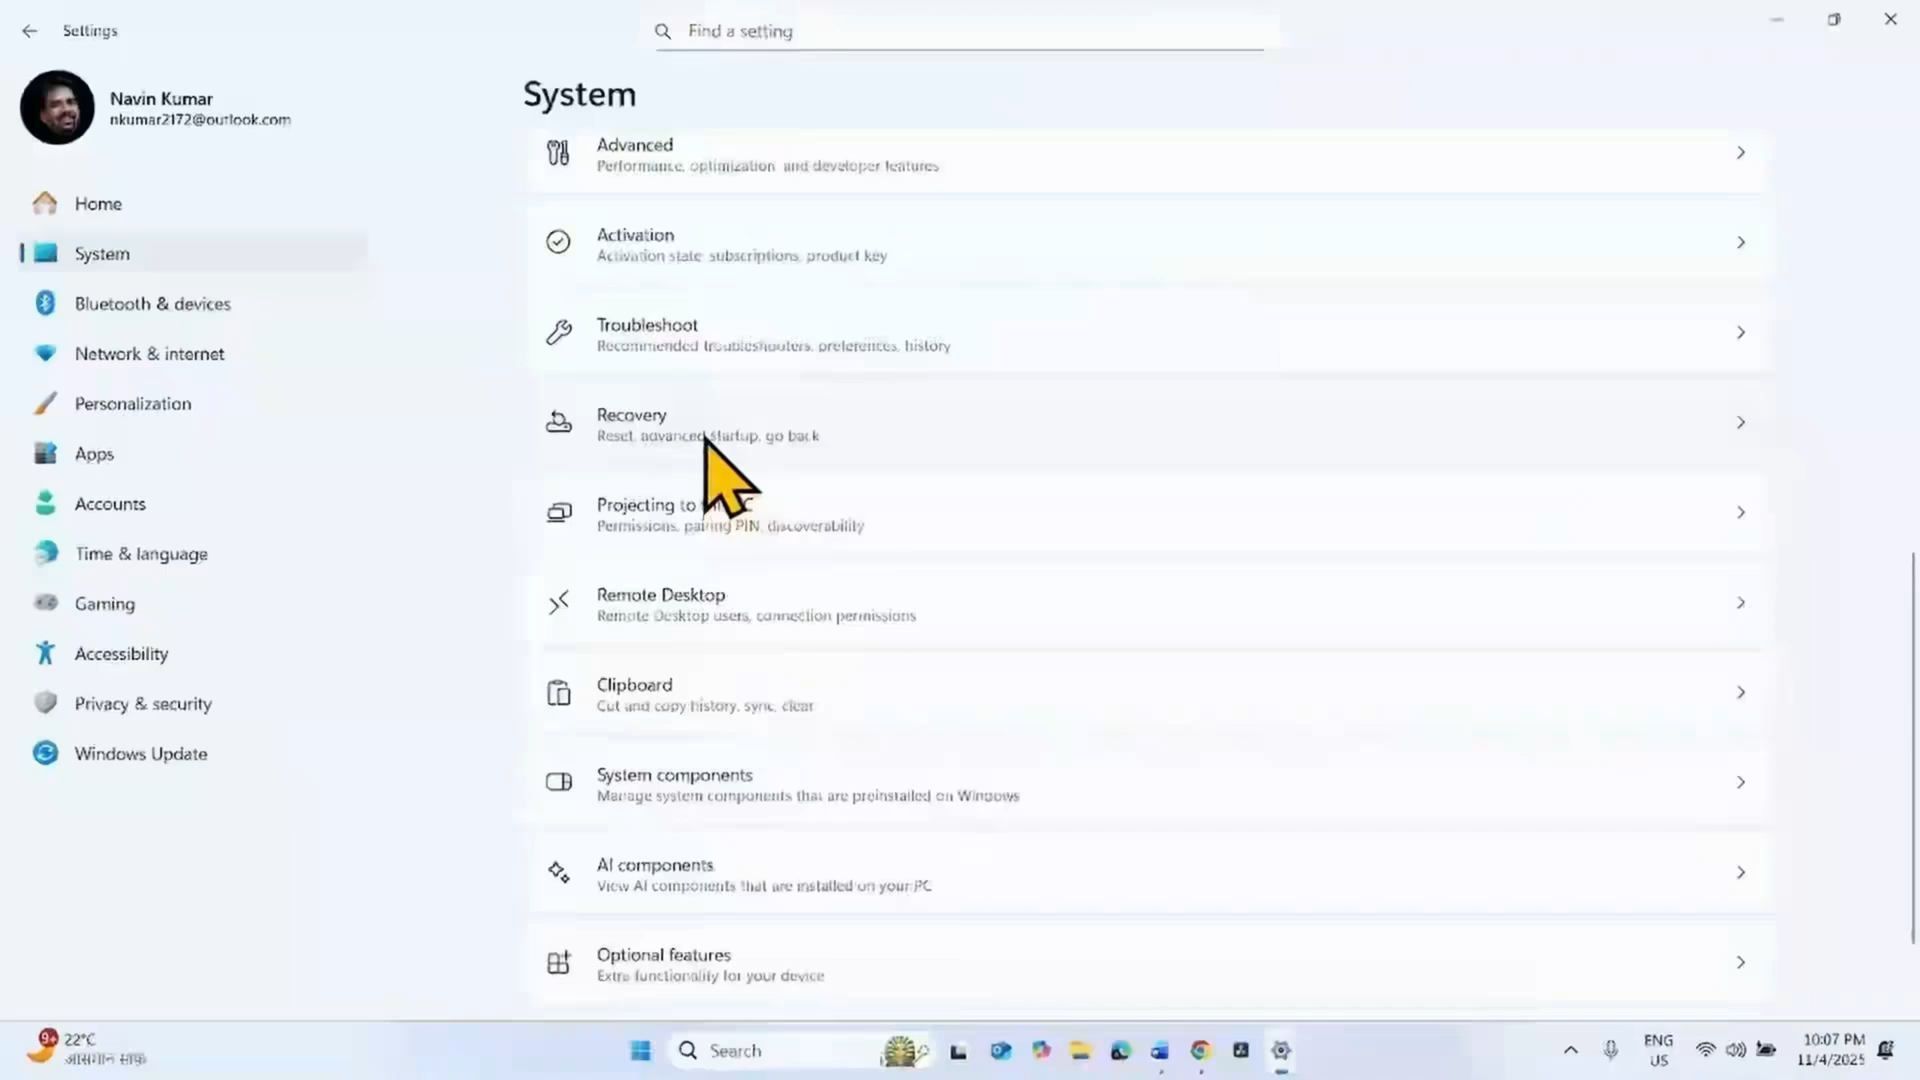 Settings
Find a setting
Navin Kumar
nkumar2172@outlook.com
System
Home
System
Bluetooth & devices
Network & internet
Personalization
Apps
Accounts
Time & language
Gaming
Accessibility
Privacy & security
Windows Update
Advanced
Performance, optimization, and developer features
Activation
Activation state, subscriptions, product key
Troubleshoot
Recommended troubleshooters, preferences, history
Recovery
Reset, advanced startup, go back
Projecting to
Permissions, pairing PIN, discoverability
Remote Desktop
Remote Desktop users, connection permissions
Clipboard
Cut and copy history, sync, clear
System components
Manage system components that are preinstalled on Windows
AI components
View AI components that are installed on your PC
Optional features
Extra functionality for your device
9+
22°C
आसमान साफ़
Search
ENG
US
10:07 PM
11/4/2025